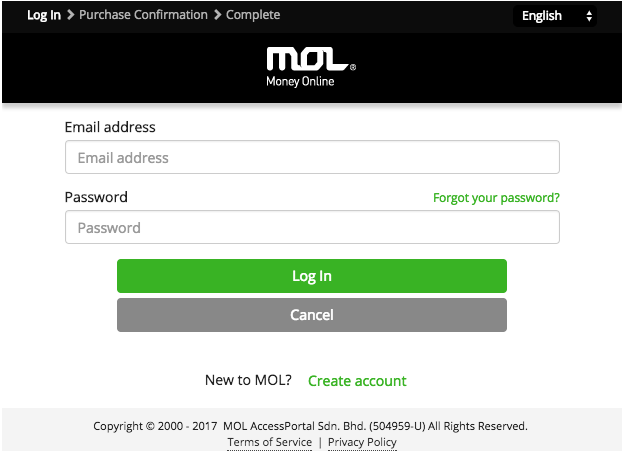 Log In > Purchase Confirmation > Complete English
MOL®
Money Online
Email address
Email address
Password Forgot your password?
Password
Log In
Cancel
New to MOL? Create account
Copyright © 2000 - 2017 MOL AccessPortal Sdn. Bhd. (504959-U) All Rights Reserved.
Terms of Service | Privacy Policy